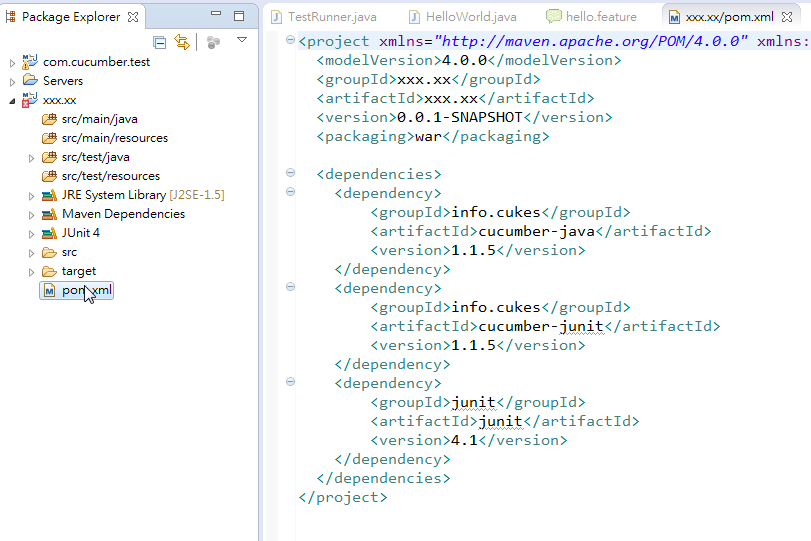 Package Explorer
com.cucumber.test
Servers
xxx.xx
src/main/java
src/main/resources
src/test/java
src/test/resources
JRE System Library [J2SE-1.5]
Maven Dependencies
JUnit 4
src
target
pom.xml
TestRunner.java
HelloWorld.java
hello.feature
xxx.xx/pom.xml
<project xmlns="http://maven.apache.org/POM/4.0.0" xmlns:
<modelVersion>4.0.0</modelVersion>
<groupId>xxx.xx</groupId>
<artifactId>xxx.xx</artifactId>
<version>0.0.1-SNAPSHOT</version>
<packaging>war</packaging>
<dependencies>
<dependency>
<groupId>info.cukes</groupId>
<artifactId>cucumber-java</artifactId>
<version>1.1.5</version>
</dependency>
<dependency>
<groupId>info.cukes</groupId>
<artifactId>cucumber-junit</artifactId>
<version>1.1.5</version>
</dependency>
<dependency>
<groupId>junit</groupId>
<artifactId>junit</artifactId>
<version>4.1</version>
</dependency>
</dependencies>
</project>